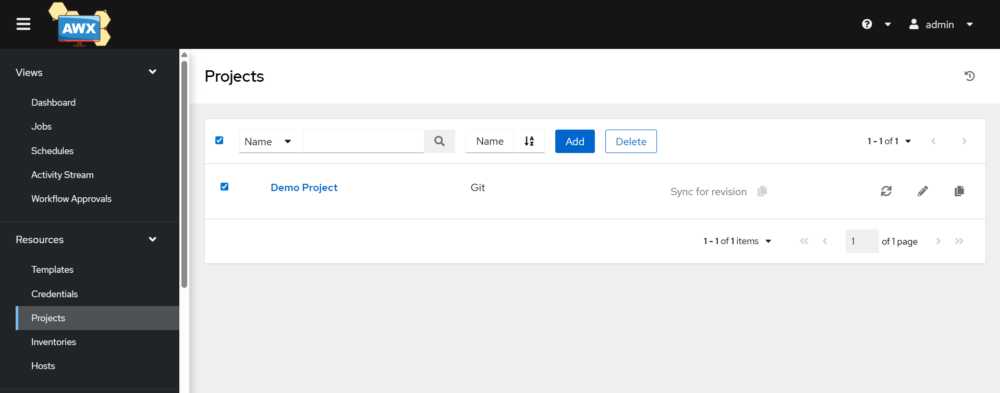 AWX
admin
Views
Dashboard
Jobs
Schedules
Activity Stream
Workflow Approvals
Resources
Templates
Credentials
Projects
Inventories
Hosts
Projects
Name
Name
Add
Delete
1 - 1 of 1
Demo Project
Git
Sync for revision
1 - 1 of 1 items
1
of 1 page